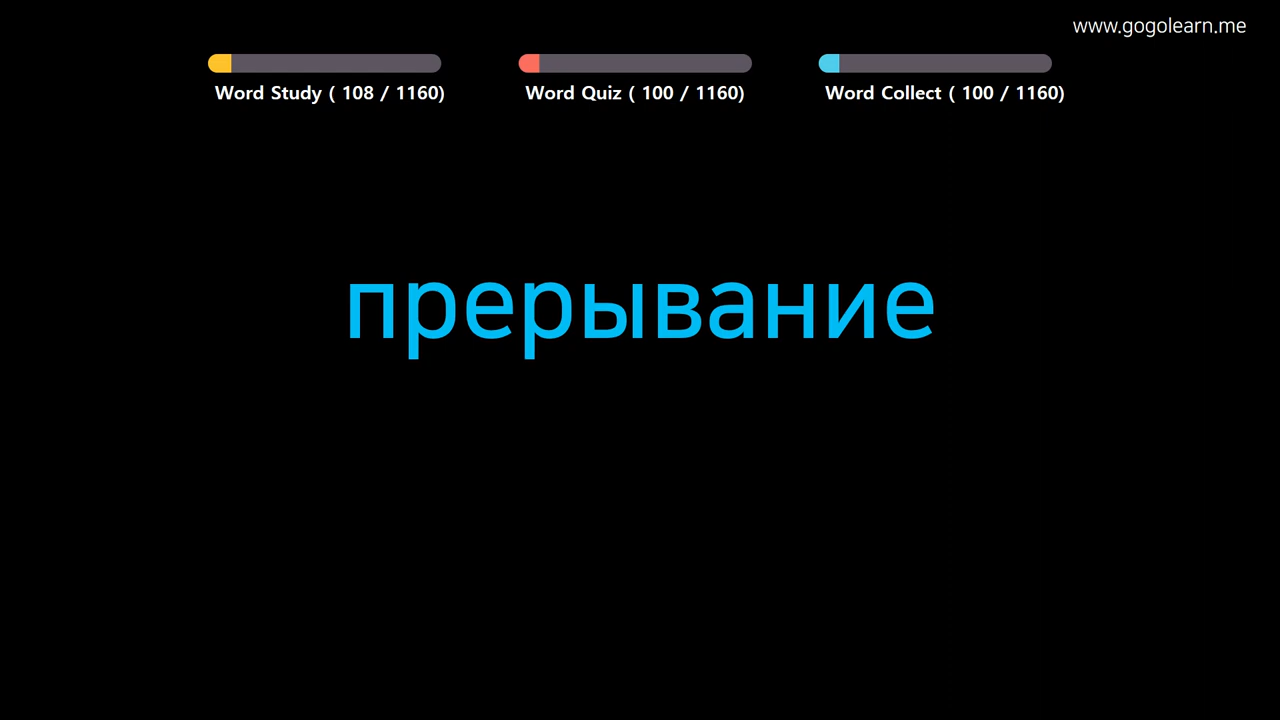 www.gogolearn.me
Word Study ( 108 / 1160)
Word Quiz ( 100 / 1160)
Word Collect ( 100 / 1160)
прерывание